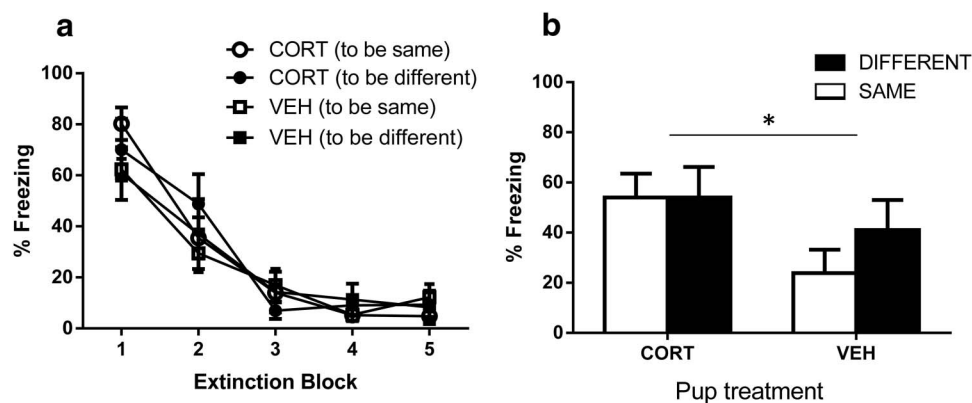 a
CORT (to be same)
CORT (to be different)
VEH (to be same)
VEH (to be different)
100
80
60
40
20
0
% Freezing
1 2 3 4 5
Extinction Block
b
DIFFERENT
SAME
100
80
60
40
20
0
% Freezing
*
CORT VEH
Pup treatment